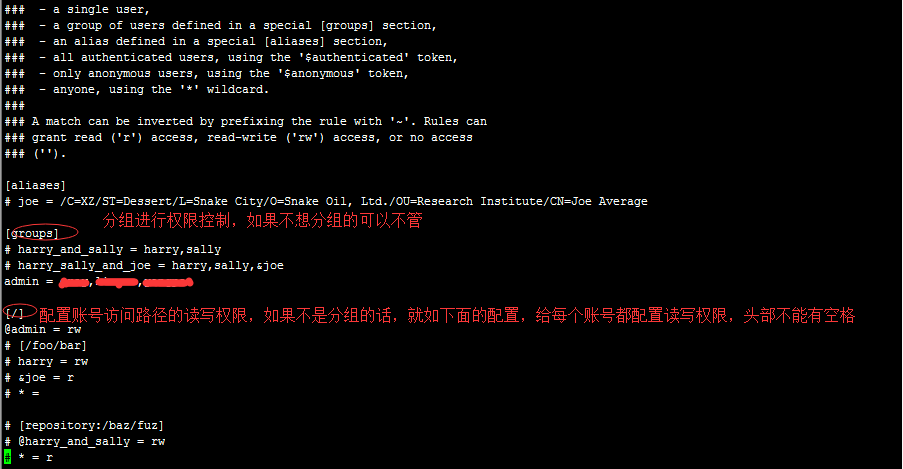 ###  - a single user,
###  - a group of users defined in a special [groups] section,
###  - an alias defined in a special [aliases] section,
###  - all authenticated users, using the '$authenticated' token,
###  - only anonymous users, using the '$anonymous' token,
###  - anyone, using the '*' wildcard.
###
### A match can be inverted by prefixing the rule with '~'. Rules can
### grant read ('r') access, read-write ('rw') access, or no access
### ('').
[aliases]
# joe = /C=XZ/ST=Dessert/L=Snake City/O=Snake Oil, Ltd./OU=Research Institute/CN=Joe Average
分组进行权限控制，如果不想分组的可以不管
[groups]
# harry_and_sally = harry,sally
# harry_sally_and_joe = harry,sally,&joe
admin = , ,
[/] 配置账号访问路径的读写权限，如果不是分组的话，就如下面的配置，给每个账号都配置读写权限，头部不能有空格
@admin = rw
# [/foo/bar]
# harry = rw
# &joe = r
# * =
# [repository:/baz/fuz]
# @harry_and_sally = rw
# * = r